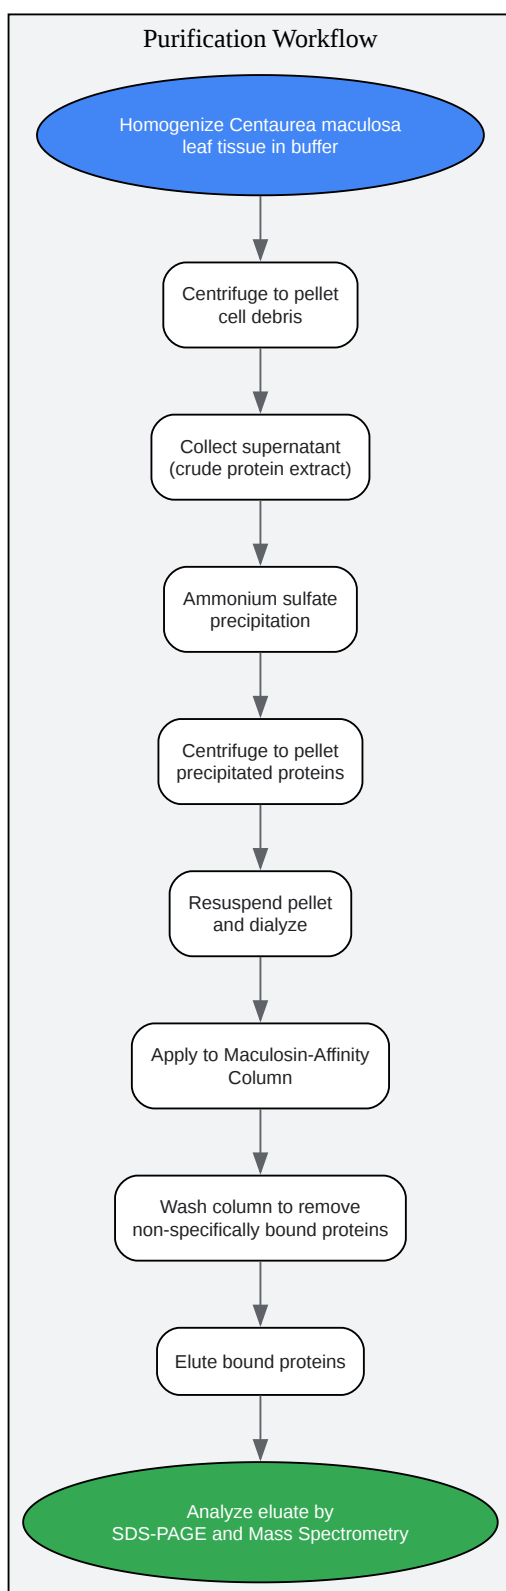 Purification Workflow
Homogenize Centaurea maculosa
leaf tissue in buffer
Centrifuge to pellet
cell debris
Collect supernatant
(crude protein extract)
Ammonium sulfate
precipitation
Centrifuge to pellet
precipitated proteins
Resuspend pellet
and dialyze
Apply to Maculosin-Affinity
Column
Wash column to remove
non-specifically bound proteins
Elute bound proteins
Analyze eluate by
SDS-PAGE and Mass Spectrometry